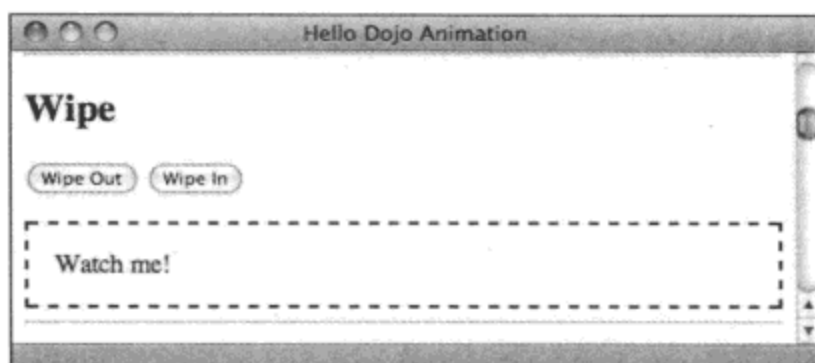 Hello Dojo Animation
Wipe
Wipe Out Wipe In
Watch me!